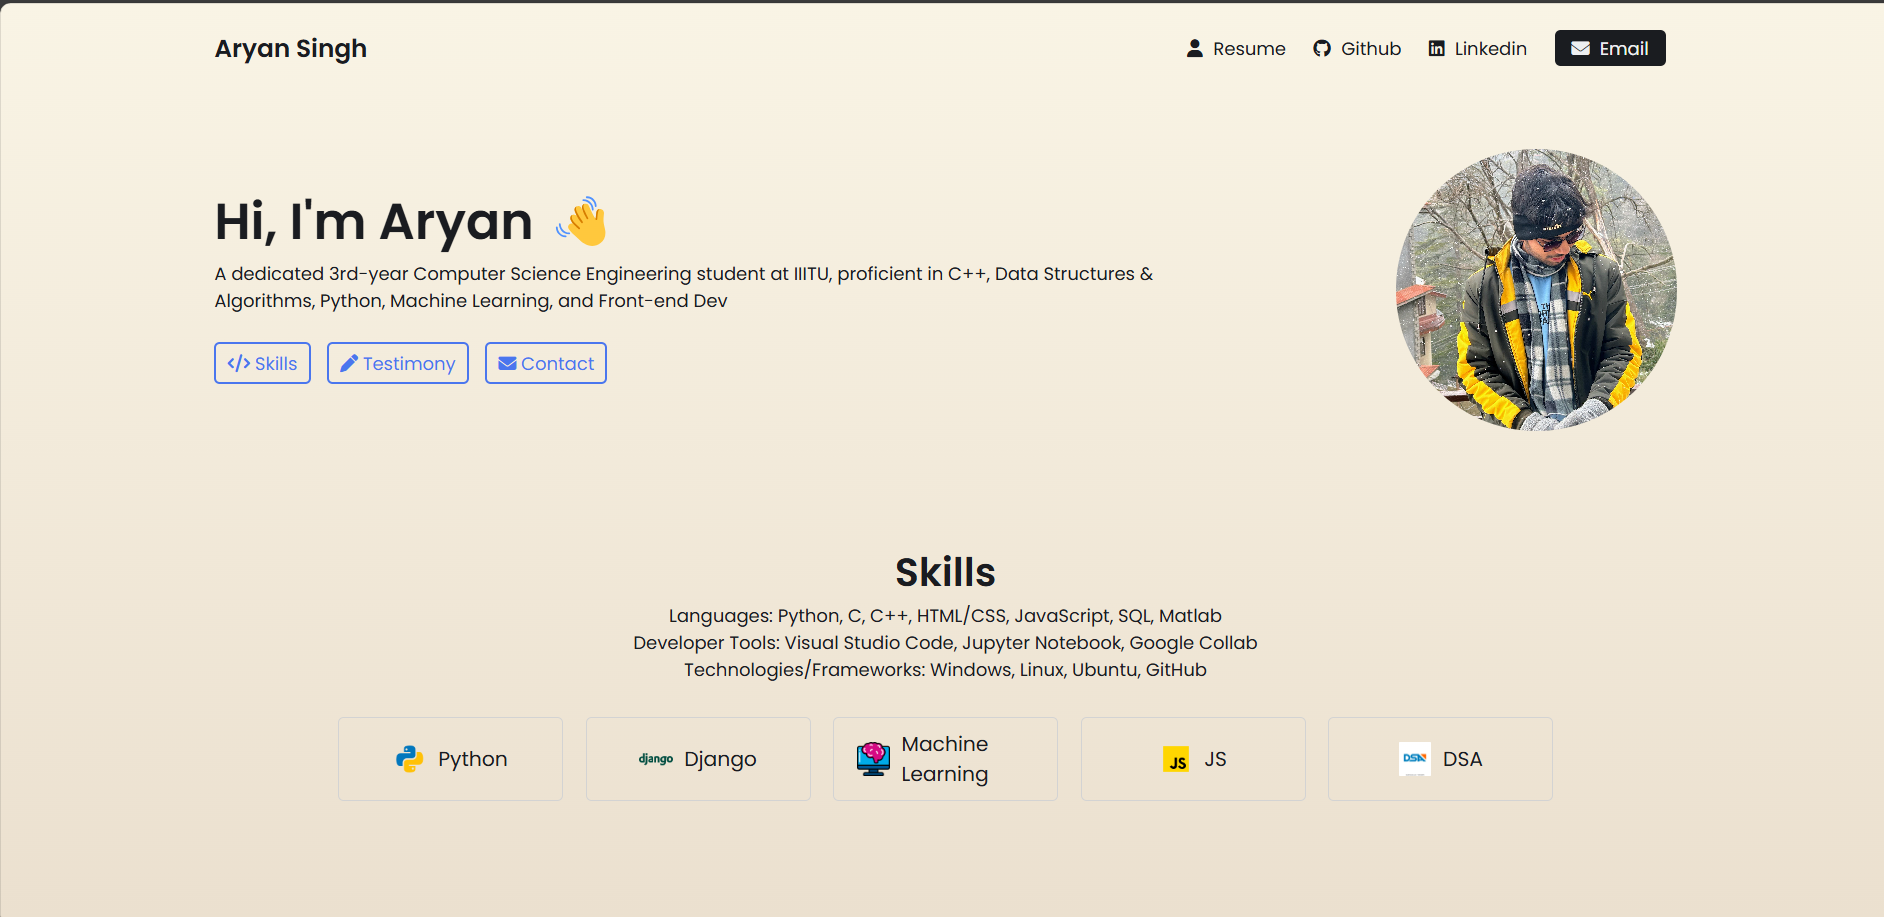 Aryan Singh
Resume
Github
Linkedin
Email
Hi, I'm Aryan
A dedicated 3rd-year Computer Science Engineering student at IIITU, proficient in C++, Data Structures &
Algorithms, Python, Machine Learning, and Front-end Dev
</> Skills
Testimony
Contact
Skills
Languages: Python, C, C++, HTML/CSS, JavaScript, SQL, Matlab
Developer Tools: Visual Studio Code, Jupyter Notebook, Google Collab
Technologies/Frameworks: Windows, Linux, Ubuntu, GitHub
Python
django
Django
Machine
Learning
JS
JS
DSA
DSA